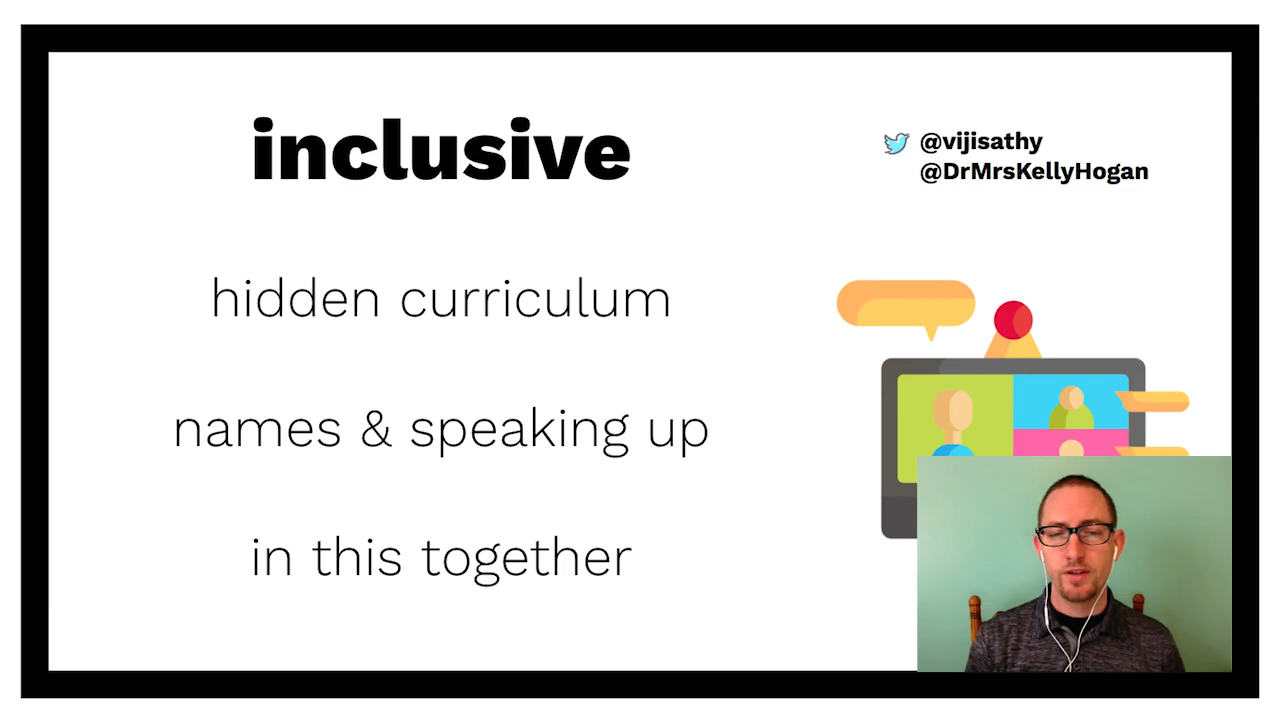 inclusive
@vijisathy
@DrMrsKellyHogan
hidden curriculum
names & speaking up
in this together